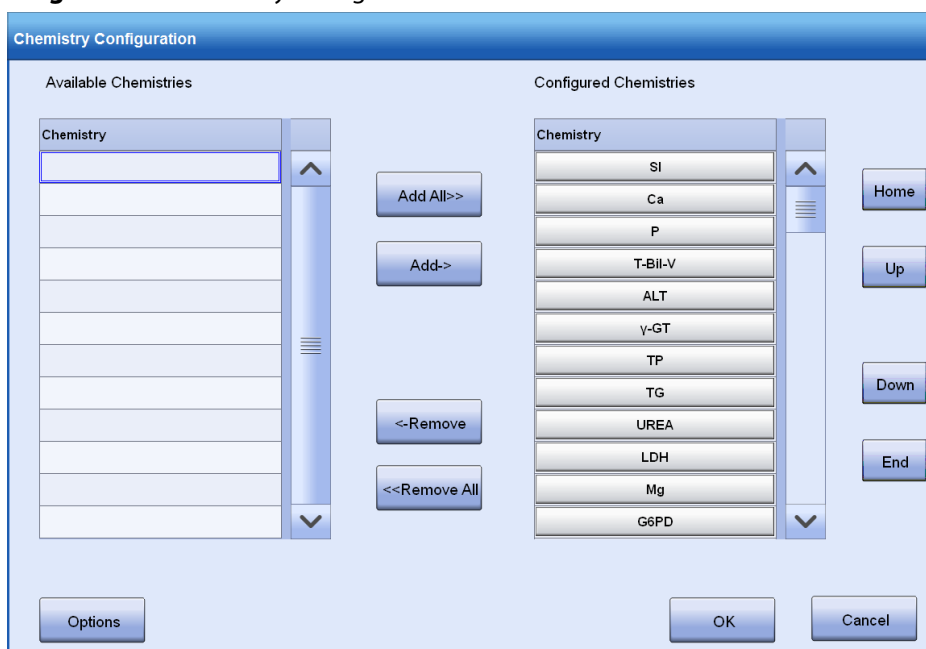 Chemistry Configuration
Available Chemistries
Configured Chemistries
Chemistry
Chemistry
SI
Ca
P
T-Bil-V
ALT
γ-GT
TP
TG
UREA
LDH
Mg
G6PD
Add All>>
Add->
<-Remove
<<Remove All
Home
Up
Down
End
Options
OK
Cancel